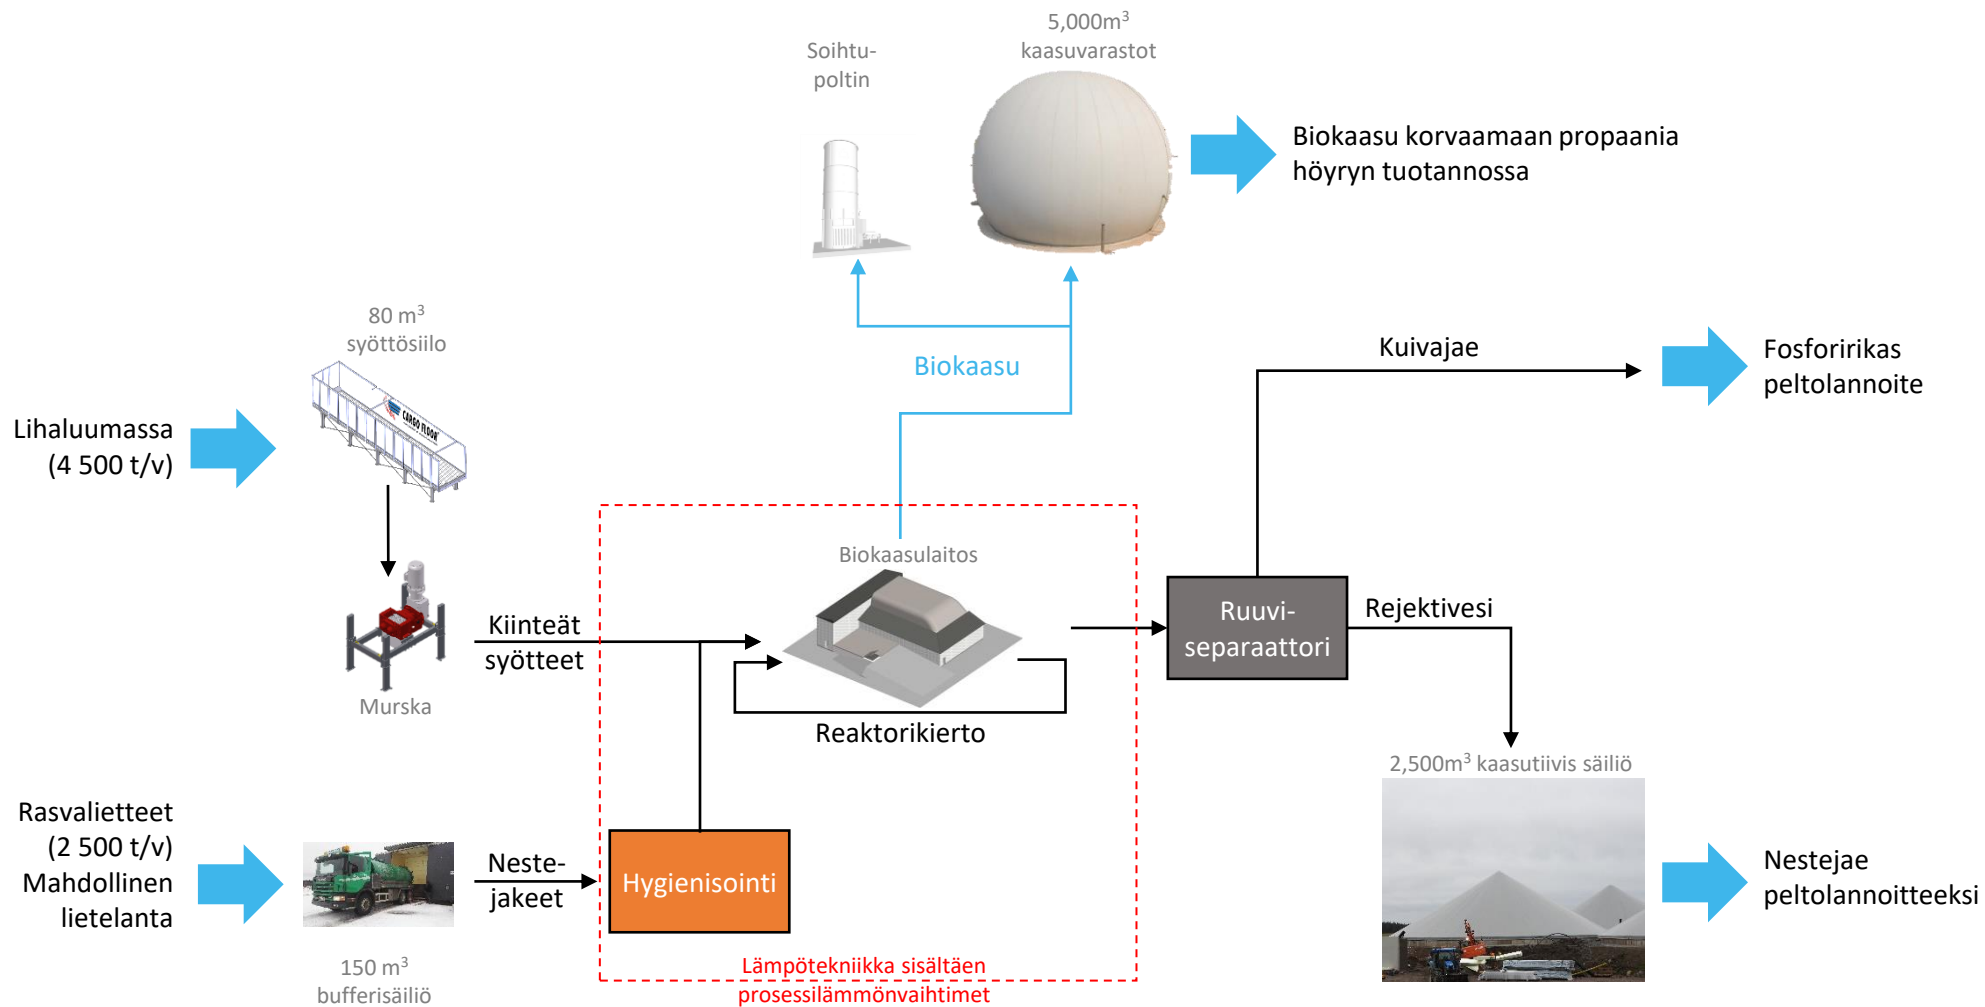 5,000m³
kaasuvarastot
Soihtu-
poltin
Biokaasu korvaamaan propaania
höyryn tuotannossa
80 m³
syöttösiilo
CARGO FLOOR
Biokaasu
Kuivajae
Fosforirikas
peltolannoite
Lihaluumassa
(4 500 t/v)
Biokaasulaitos
Kiinteät
syötteet
Ruuvi-
separaattori
Rejektivesi
Murska
Reaktorikierto
2,500m³ kaasutiivis säiliö
Rasvalietteet
(2 500 t/v)
Mahdollinen
lietelanta
Neste-
jakeet
Hygienisointi
Nestejae
peltolannoitteeksi
150 m³
bufferisäiliö
Lämpötekniikka sisältäen
prosessilämmönvaihtimet